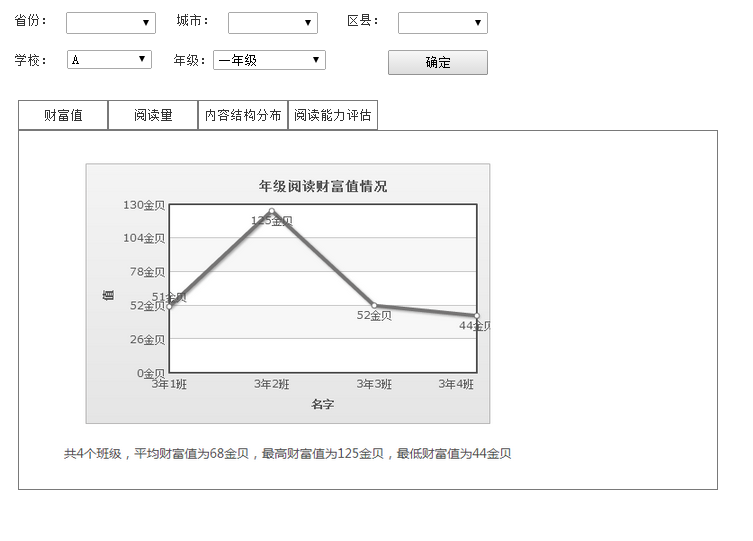 省份： 城市： 区县：
学校： A 年级： 一年级 确定
财富值 阅读量 内容结构分布 阅读能力评估
年级阅读财富值情况
130金贝
104金贝
78金贝
52金贝
26金贝
0金贝
值
51金贝
125金贝
52金贝
44金贝
3年1班 3年2班 3年3班 3年4班
名字
共4个班级，平均财富值为68金贝，最高财富值为125金贝，最低财富值为44金贝